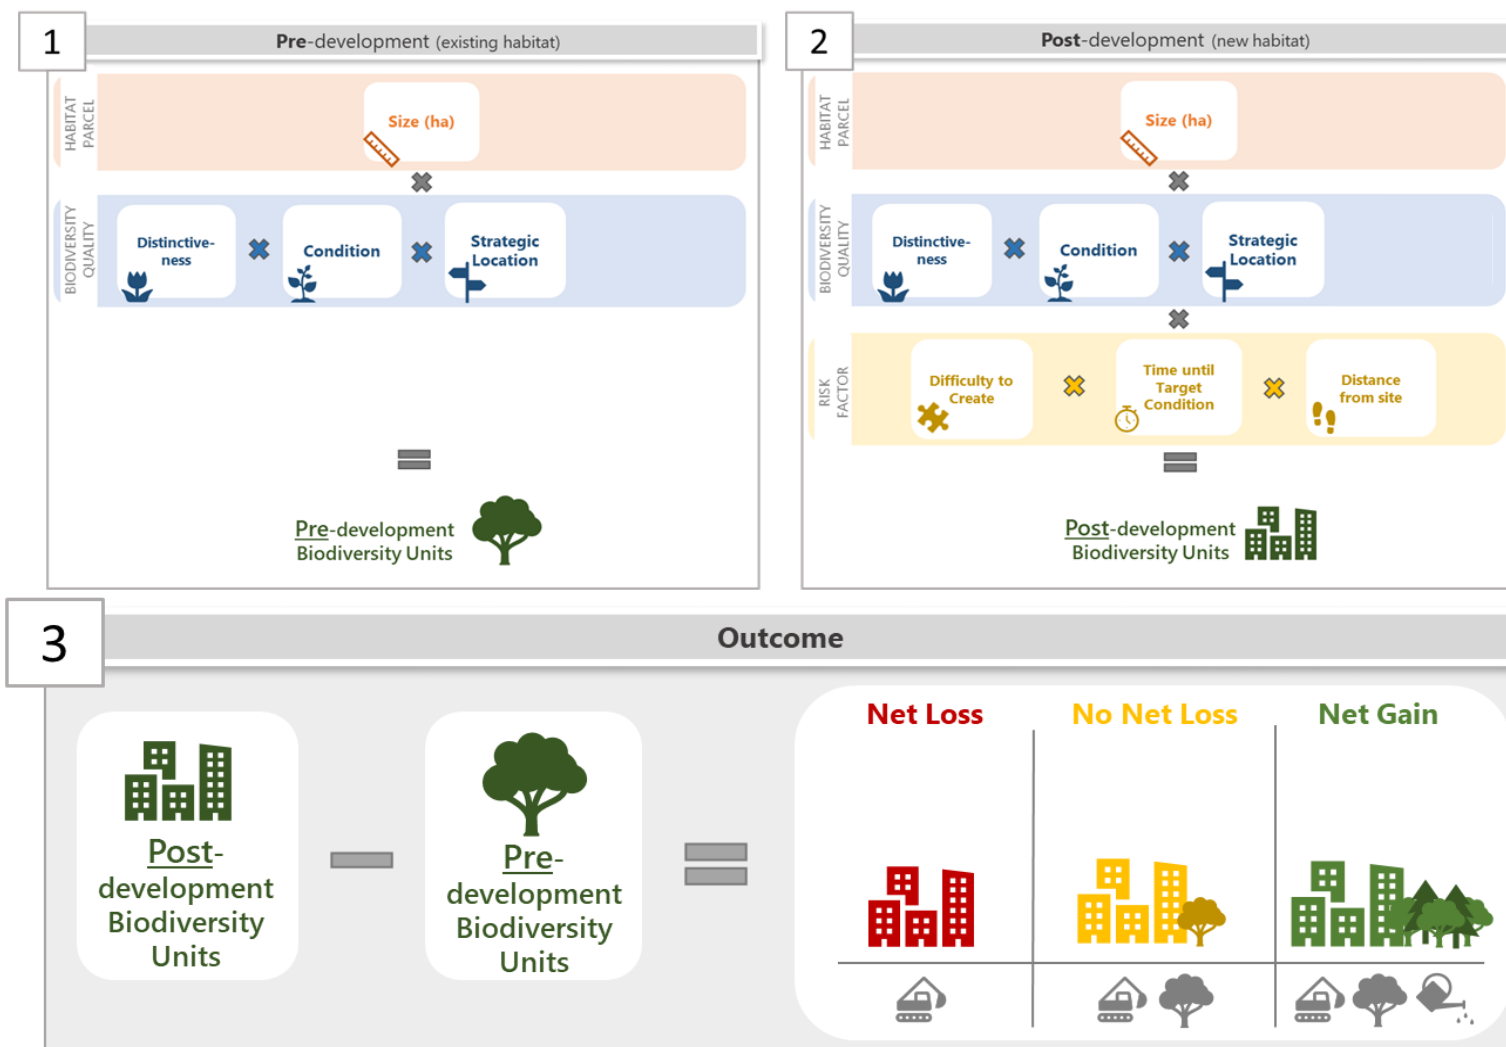 1
Pre-development (existing habitat)
HABITAT
PARCEL
Size (ha)
BIODIVERSITY
QUALITY
Distinctive-
ness
Condition
Strategic
Location
Pre-development
Biodiversity Units
2
Post-development (new habitat)
HABITAT
PARCEL
Size (ha)
BIODIVERSITY
QUALITY
Distinctive-
ness
Condition
Strategic
Location
RISK
FACTOR
Difficulty to
Create
Time until
Target
Condition
Distance
from site
Post-development
Biodiversity Units
3
Outcome
Post-
development
Biodiversity
Units
Pre-
development
Biodiversity
Units
Net Loss
No Net Loss
Net Gain